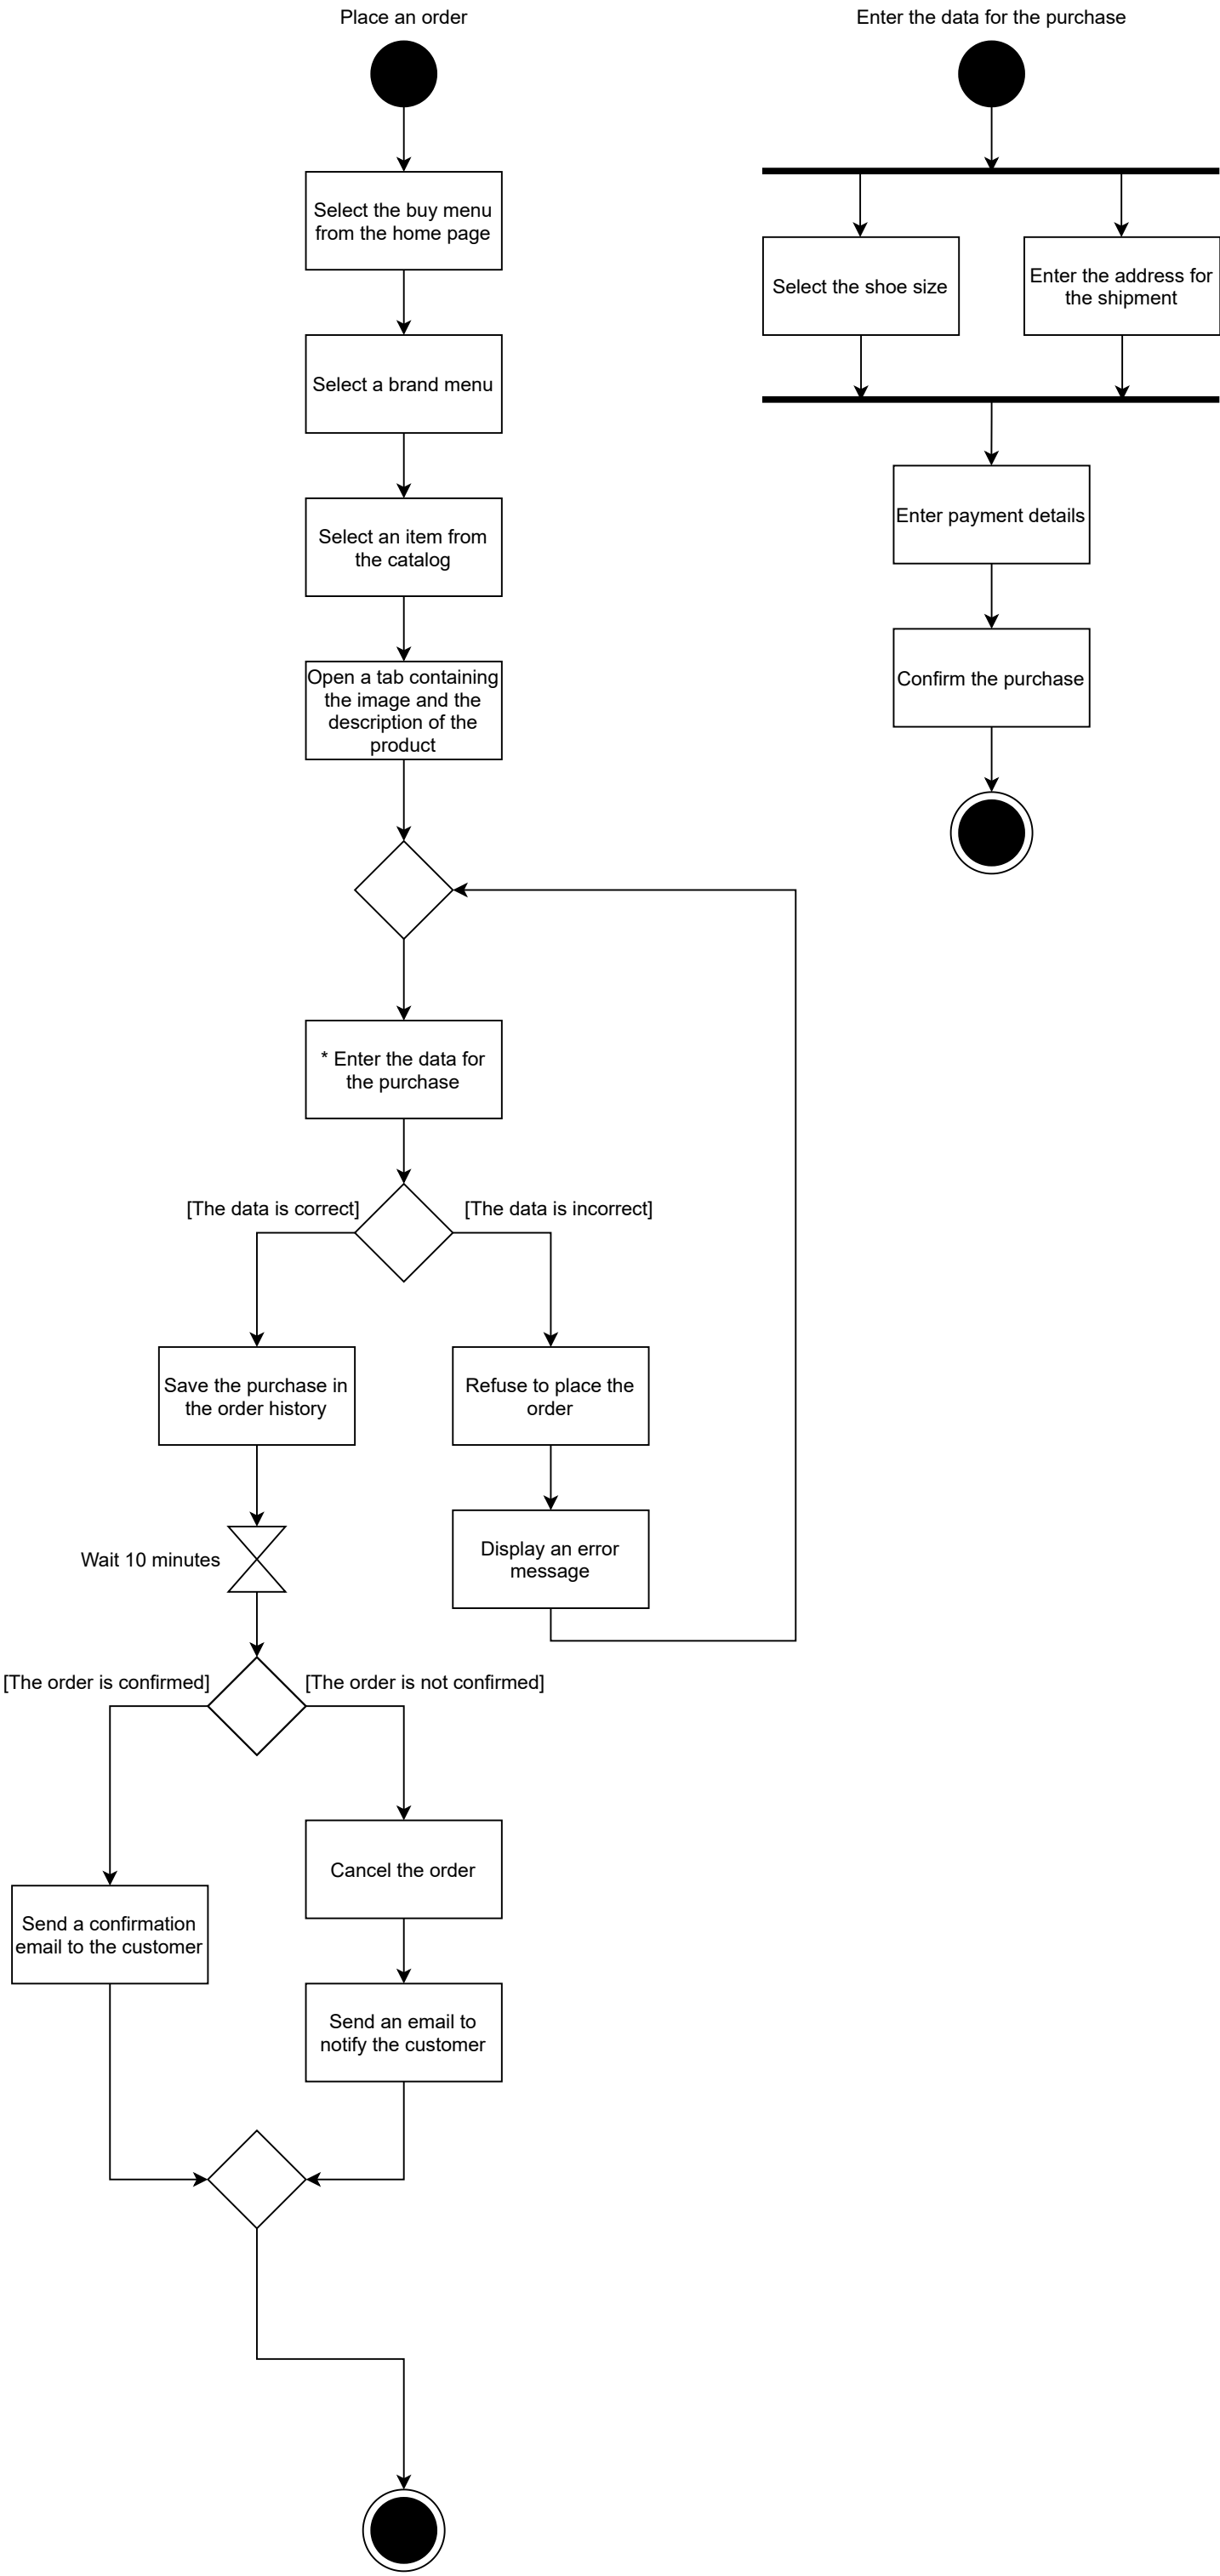 Place an order
Select the buy menu
from the home page
Select a brand menu
Select an item from
the catalog
Open a tab containing
the image and the
description of the
product
* Enter the data for
the purchase
[The data is correct]
[The data is incorrect]
Save the purchase in
the order history
Refuse to place the
order
Display an error
message
Wait 10 minutes
[The order is confirmed]
[The order is not confirmed]
Cancel the order
Send a confirmation
email to the customer
Send an email to
notify the customer
Enter the data for the purchase
Select the shoe size
Enter the address for
the shipment
Enter payment details
Confirm the purchase